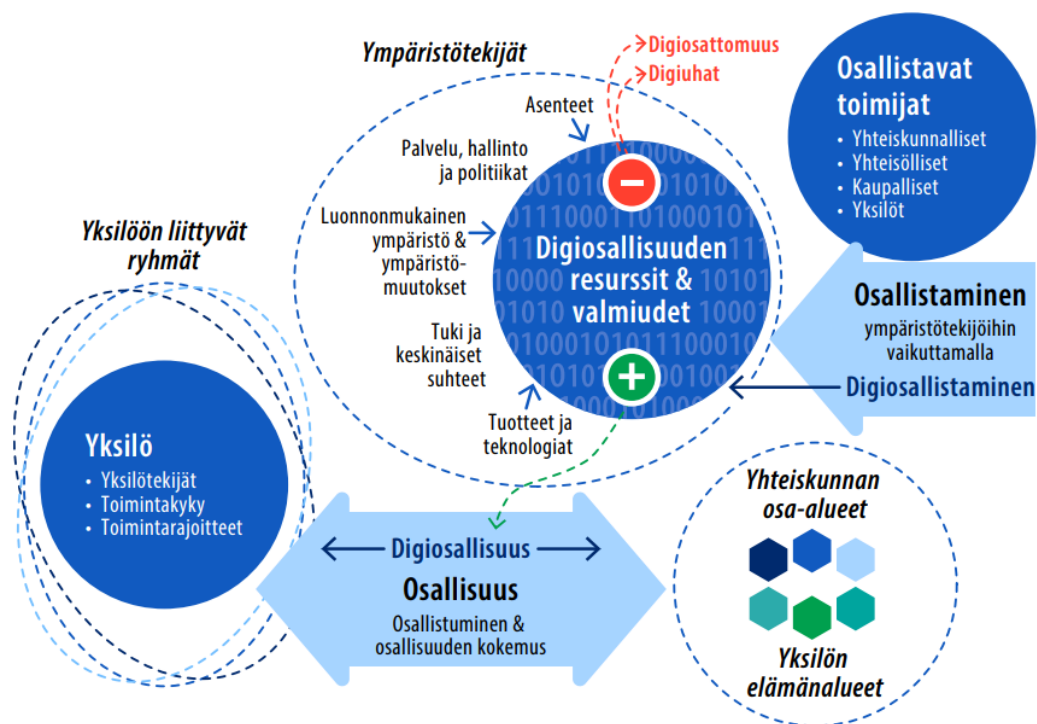 Ympäristötekijät
Digiosattomuus
Digiuhat
Asenteet
Palvelu, hallinto
ja politiikat
Luonnonmukainen
ympäristö &
ympäristö-
muutokset
Tuki ja
keskinäiset
suhteet
Tuotteet ja
teknologiat
Digiosallisuuden
resurssit &
valmiudet
Osallistavat
toimijat
• Yhteiskunnalliset
• Yhteisölliset
• Kaupalliset
• Yksilöt
Osallistaminen
ympäristötekijöihin
vaikuttamalla
Digiosallistaminen
Yksilöön liittyvät
ryhmät
Yksilö
• Yksilötekijät
• Toimintakyky
• Toimintarajoitteet
Digiosallisuus
Osallisuus
Osallistuminen &
osallisuuden kokemus
Yhteiskunnan
osa-alueet
Yksilön
elämänalueet